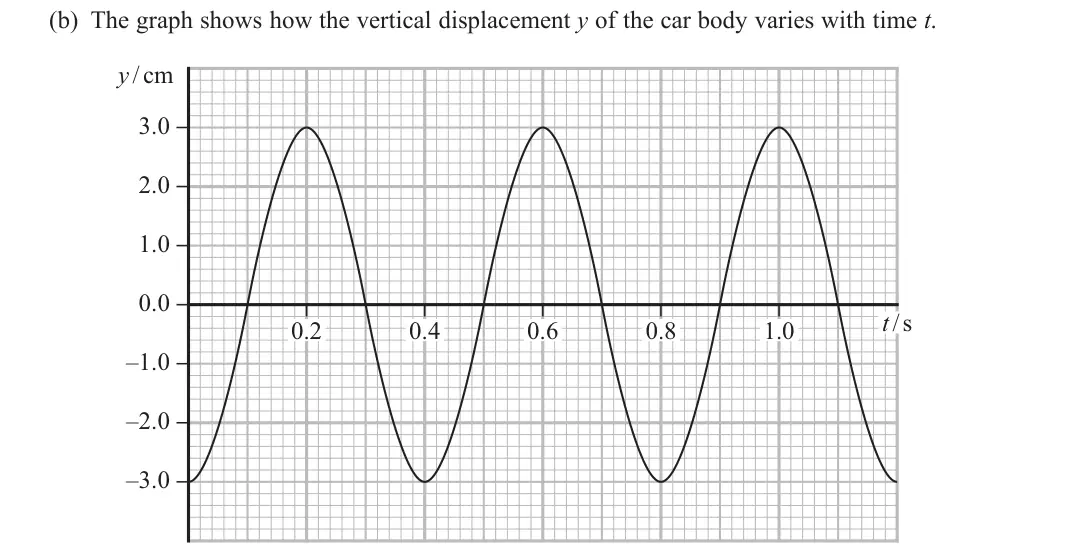 (b) The graph shows how the vertical displacement y of the car body varies with time t.
y/cm
3.0
2.0
1.0
0.0
0.2 0.4 0.6 0.8 1.0 t/s
–1.0
–2.0
–3.0